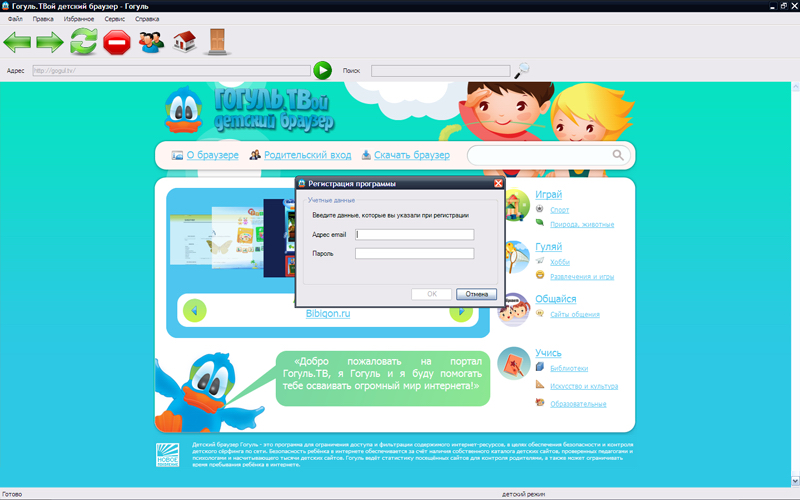 Гогуль.ТВой детский браузер - Гогуль
Файл Правка Избранное Сервис Справка
Адрес http://gogul.tv/ Поиск
ГОГУЛЬ.ТВой
детский браузер
О браузере Родительский вход Скачать браузер
Регистрация программы
Учетные данные
Введите данные, которые вы указали при регистрации
Адрес email
Пароль
OK Отмена
Bibigon.ru
Играй
Спорт
Природа, животные
Гуляй
Хобби
Развлечения и игры
Общайся
Сайты общения
Учись
Библиотеки
Искусство и культура
Образовательные
«Добро пожаловать на портал
Гогуль.ТВ, я Гогуль и я буду помогать
тебе осваивать огромный мир интернета!»
НОВОЕ
поколение
Детский браузер Гогуль - это программа для ограничения доступа и фильтрации содержимого интернет-ресурсов, в целях обеспечения Безопасности и контроля
детского сёрфинга по сети. Безопасность ребёнка в интернете обеспечивается за счёт наличия собственного каталога детских сайтов, проверенных педагогами и
психологами и насчитывающего тысячи детских сайтов. Гогуль ведёт статистику посещённых сайтов для контроля родителями, а также может ограничивать
время пребывания ребёнка в интернете.
Готово детский режим